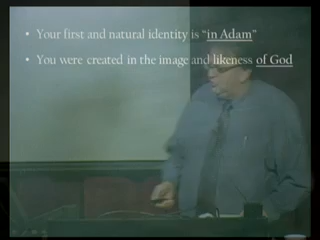 • Your first and natural identity is “in Adam”
• You were created in the image and likeness of God